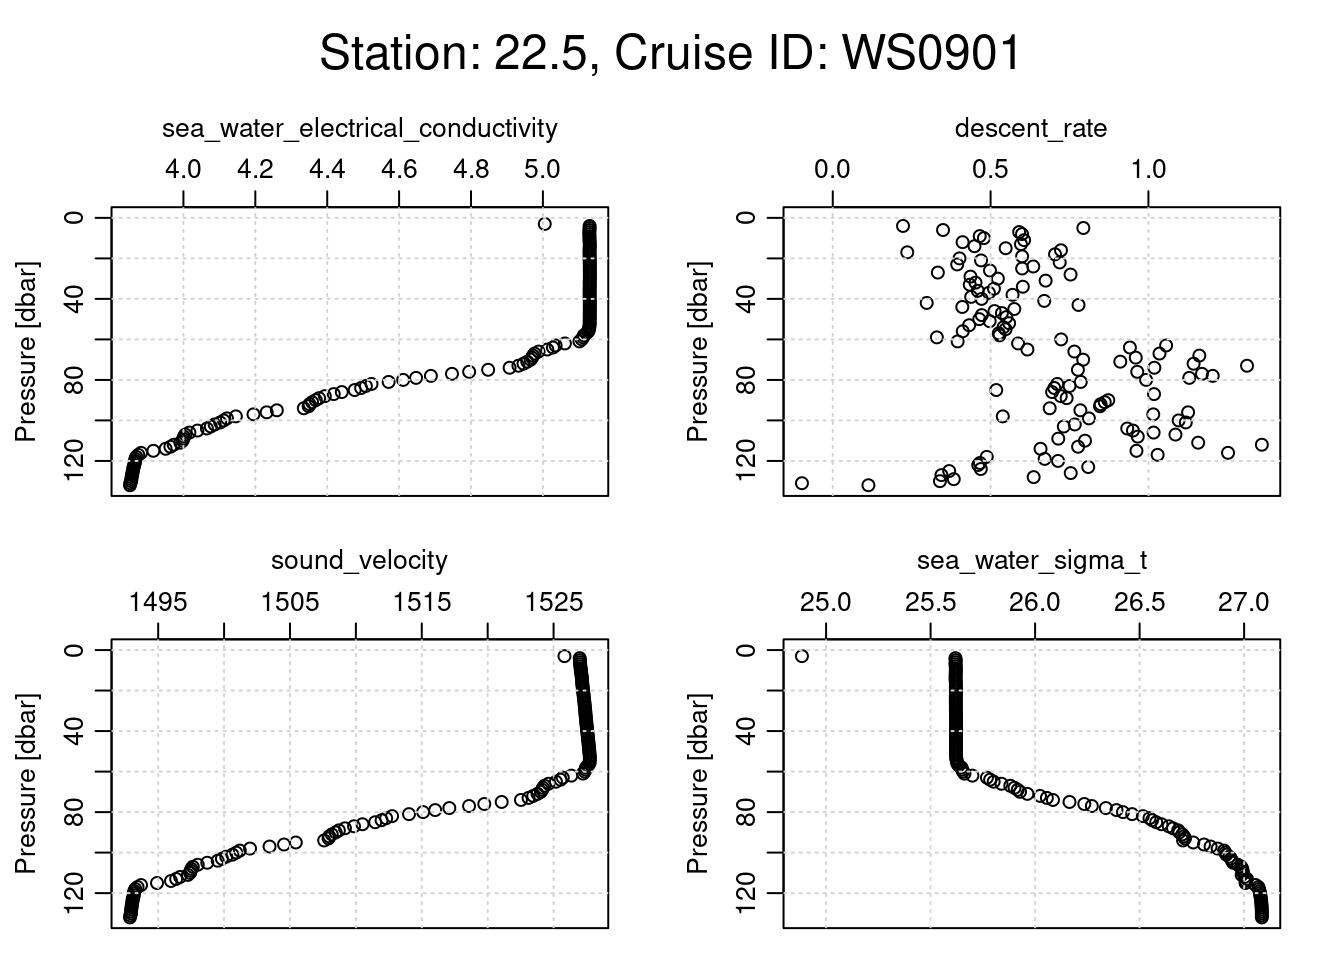 Station: 22.5, Cruise ID: WS0901
sea_water_electrical_conductivity
4.0 4.2 4.4 4.6 4.8 5.0
Pressure [dbar]
0
40
80
120
descent_rate
0.0 0.5 1.0
Pressure [dbar]
0
40
80
120
sound_velocity
1495 1505 1515 1525
Pressure [dbar]
0
40
80
120
sea_water_sigma_t
25.0 25.5 26.0 26.5 27.0
Pressure [dbar]
0
40
80
120